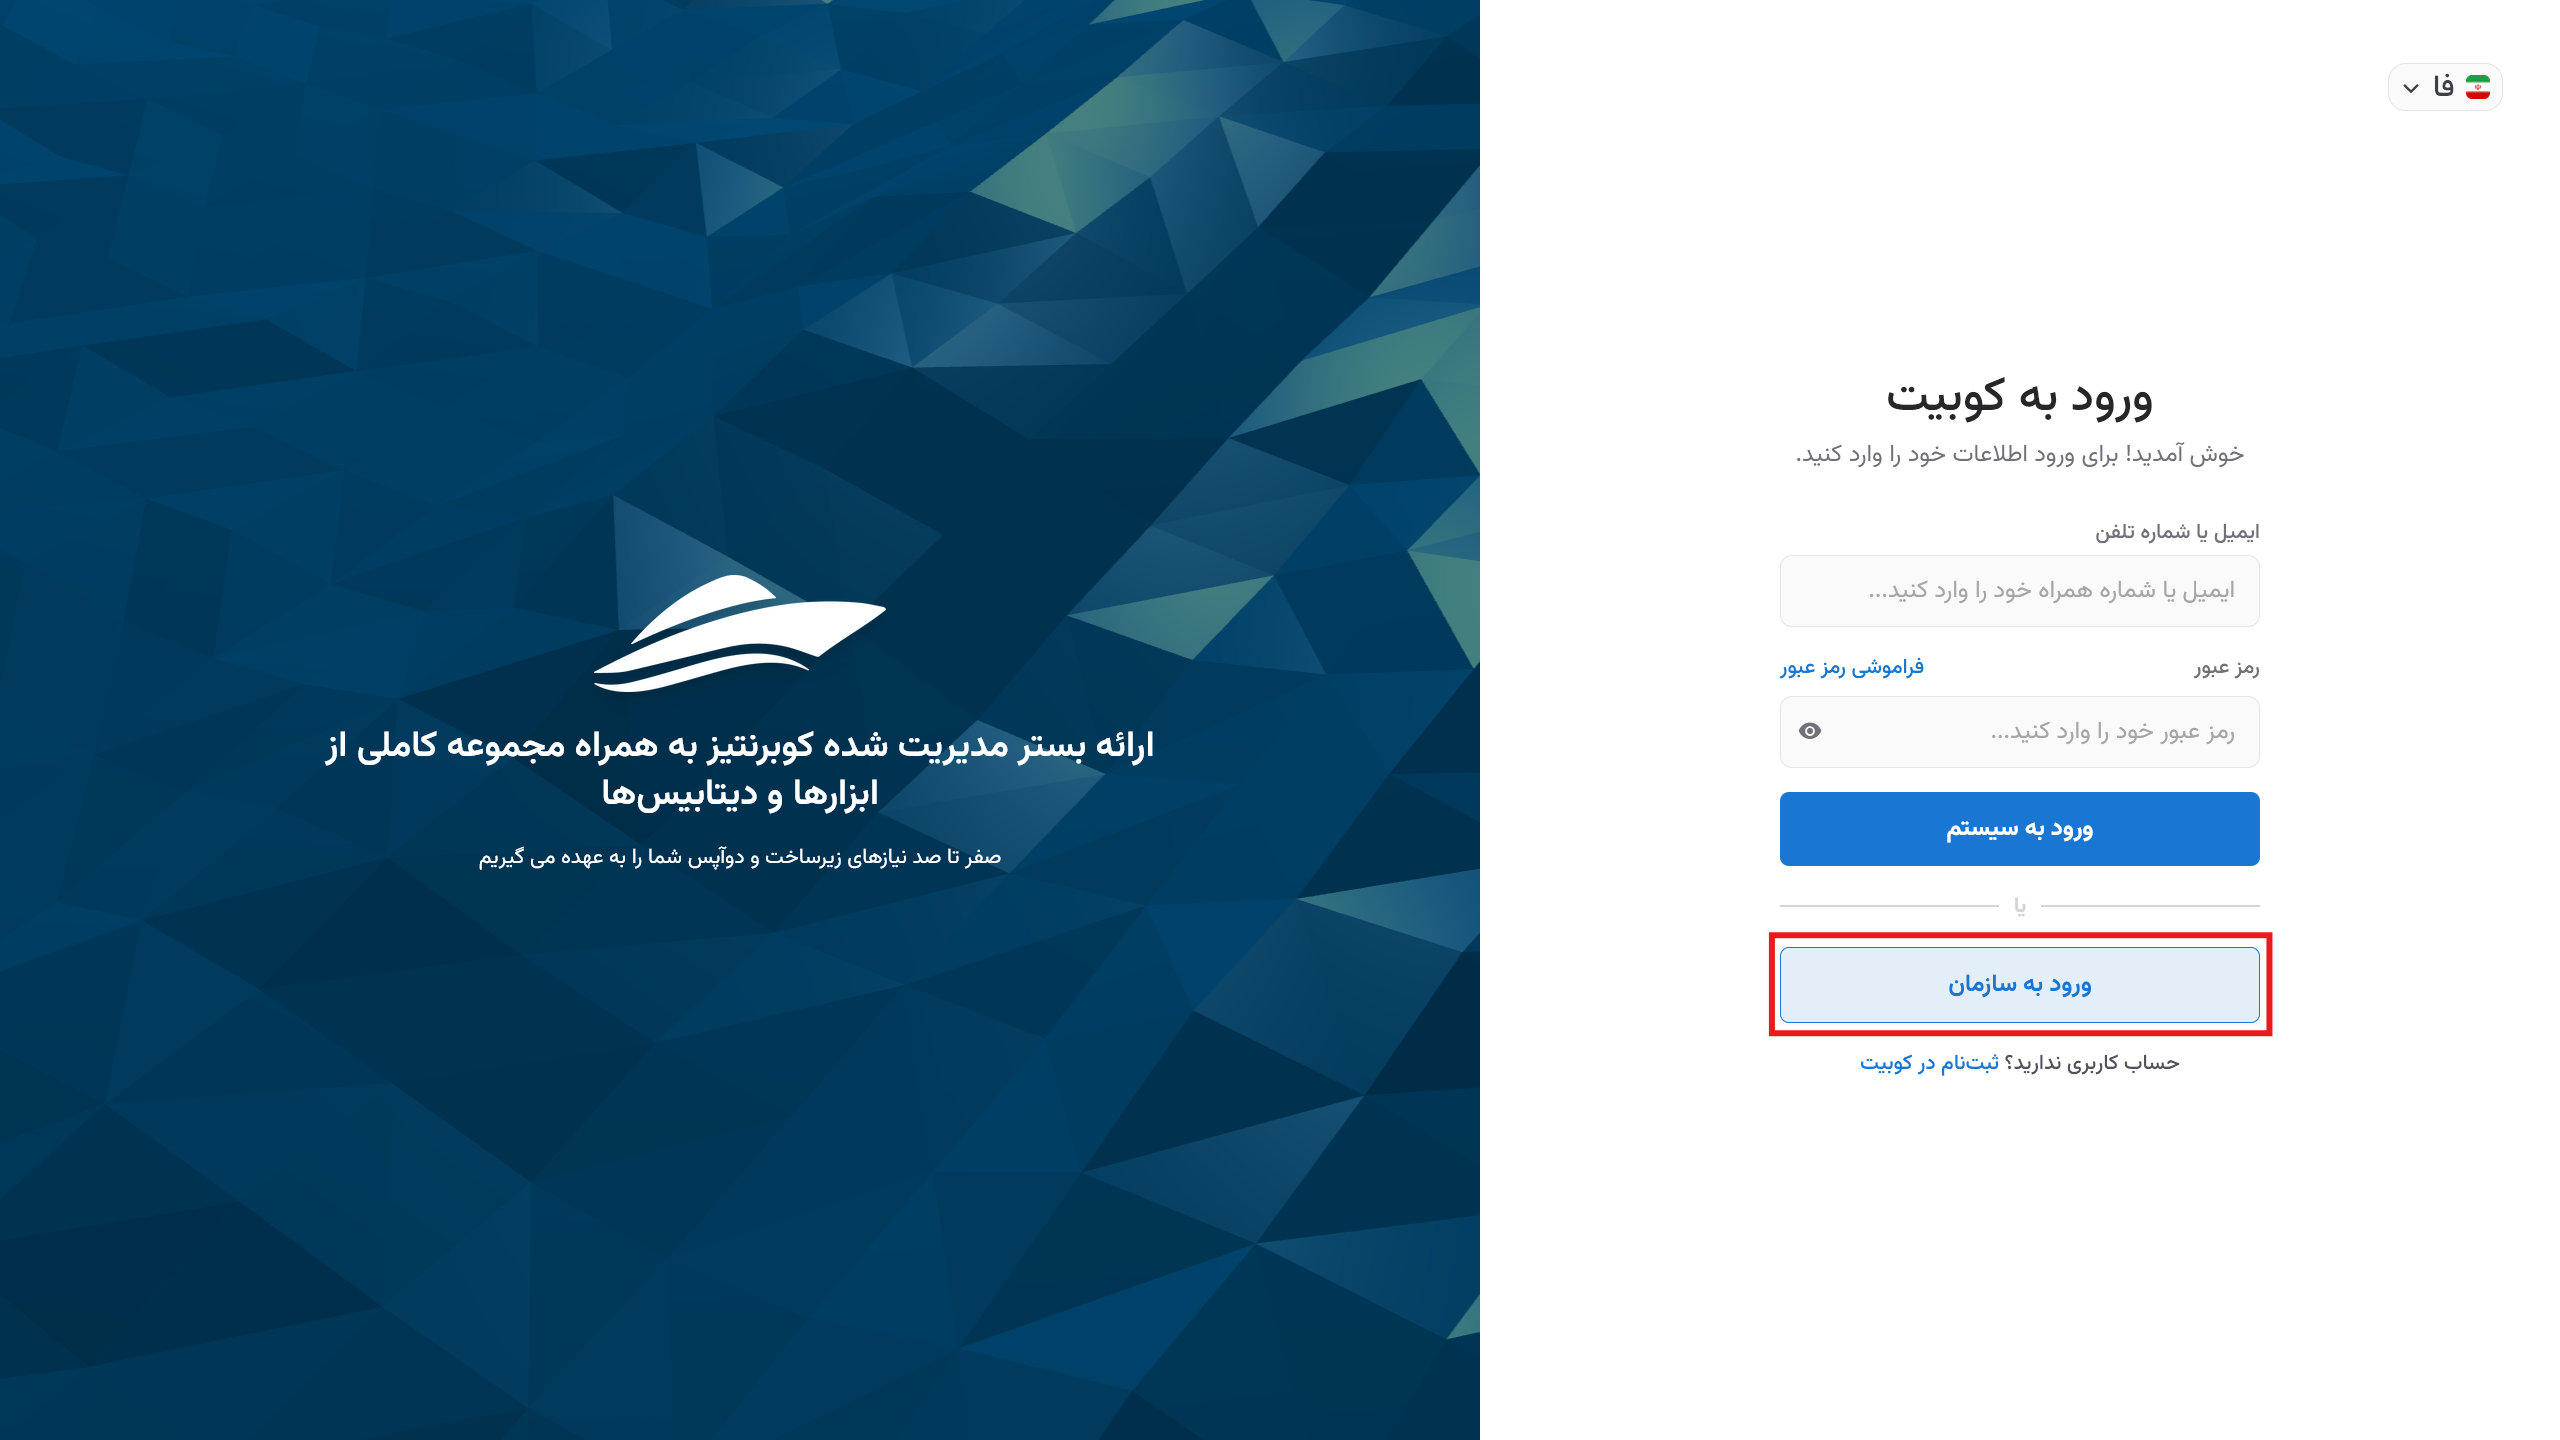 فا
ورود به کوبیت
خوش آمدید! برای ورود اطلاعات خود را وارد کنید.
ایمیل یا شماره تلفن
ایمیل یا شماره همراه خود را وارد کنید...
رمز عبور
فراموشی رمز عبور
رمز عبور خود را وارد کنید...
ورود به سیستم
یا
ورود به سازمان
حساب کاربری ندارید؟ ثبت‌نام در کوبیت
ارائه بستر مدیریت شده کوبرنتیز به همراه مجموعه کاملی از
ابزارها و دیتابیس‌ها
صفر تا صد نیازهای زیرساخت و دوآپس شما را به عهده می گیریم